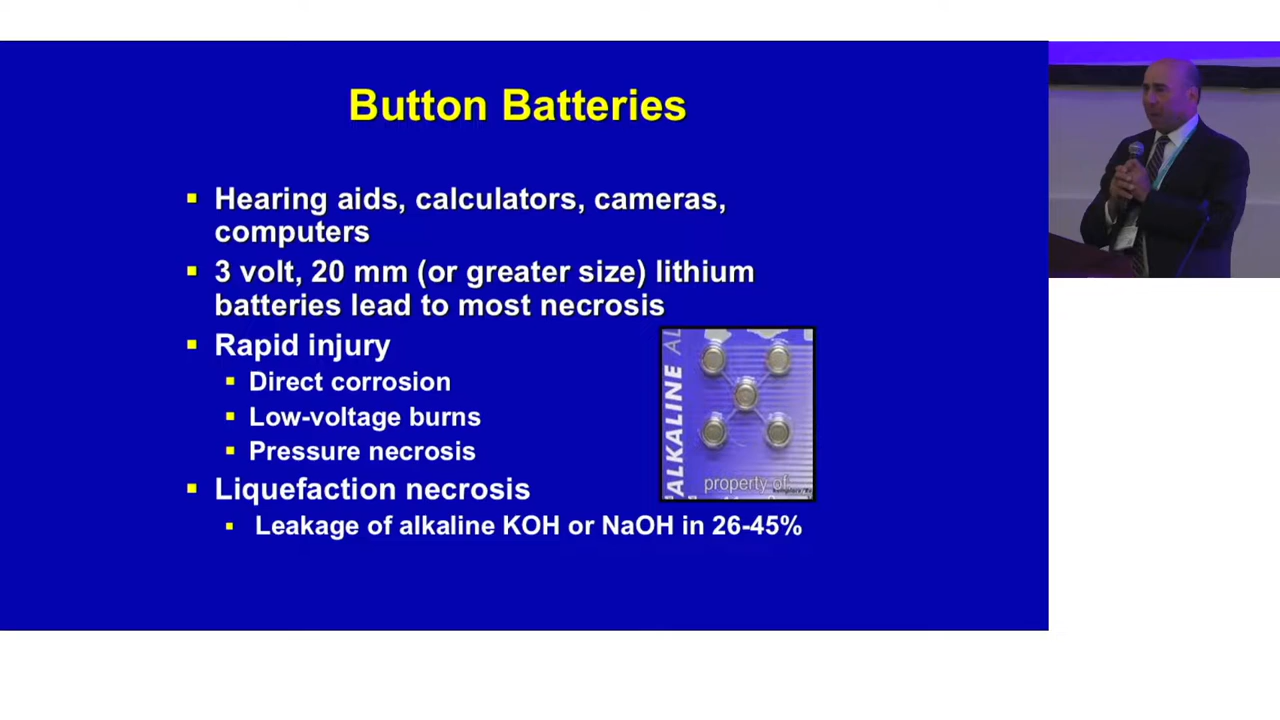 Button Batteries
Hearing aids, calculators, cameras,
computers
3 volt, 20 mm (or greater size) lithium
batteries lead to most necrosis
Rapid injury
Direct corrosion
Low-voltage burns
Pressure necrosis
Liquefaction necrosis
Leakage of alkaline KOH or NaOH in 26-45%
ALKALINE AL
property of: